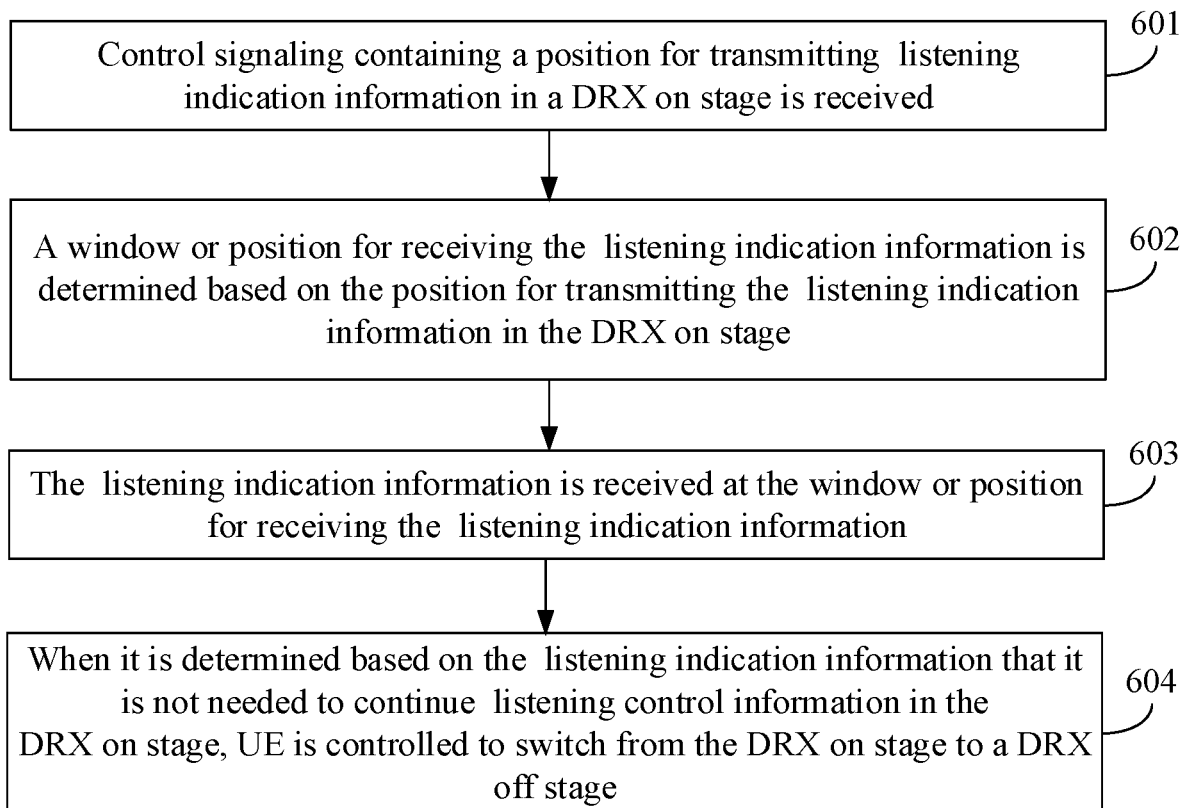 Control signaling containing a position for transmitting listening
indication information in a DRX on stage is received
601
A window or position for receiving the listening indication information is
determined based on the position for transmitting the listening indication
information in the DRX on stage
602
The listening indication information is received at the window or position
for receiving the listening indication information
603
When it is determined based on the listening indication information that it
is not needed to continue listening control information in the
DRX on stage, UE is controlled to switch from the DRX on stage to a DRX
off stage
604